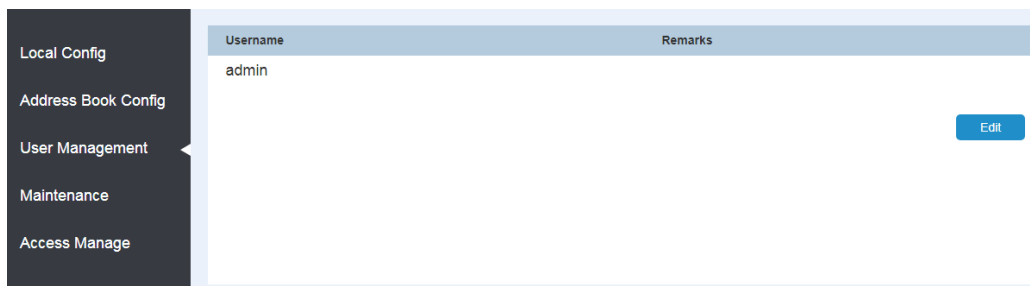 Local Config
Address Book Config
User Management
Maintenance
Access Manage
Username Remarks
admin
Edit